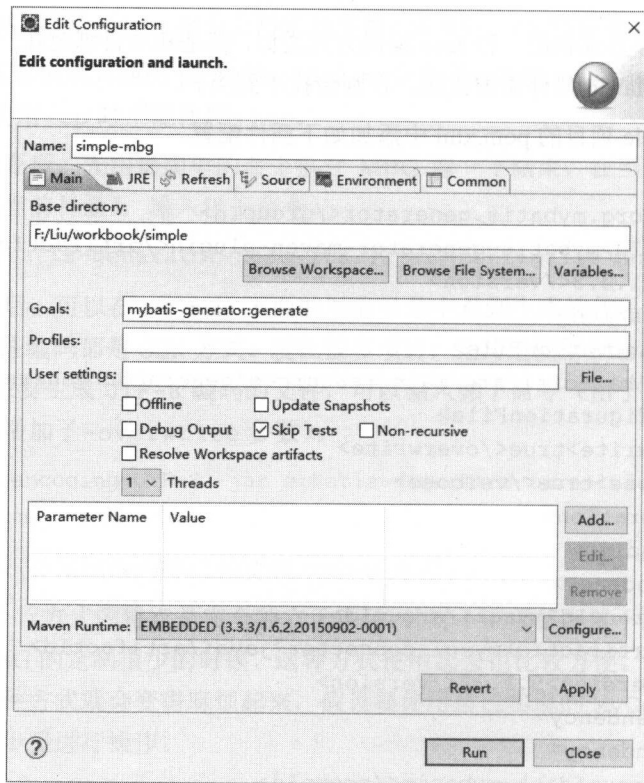 Edit Configuration
Edit configuration and launch.
Name: simple-mbg
Main JRE Refresh Source Environment Common
Base directory:
F:/Liu/workbook/simple
Browse Workspace... Browse File System... Variables...
Goals: mybatis-generator:generate
Profiles:
User settings: File...
Offline Update Snapshots
Debug Output Skip Tests Non-recursive
Resolve Workspace artifacts
1 Threads
Parameter Name Value Add...
Edit...
Remove
Maven Runtime: EMBEDDED (3.3.3/1.6.2.20150902-0001) Configure...
Revert Apply
Run Close